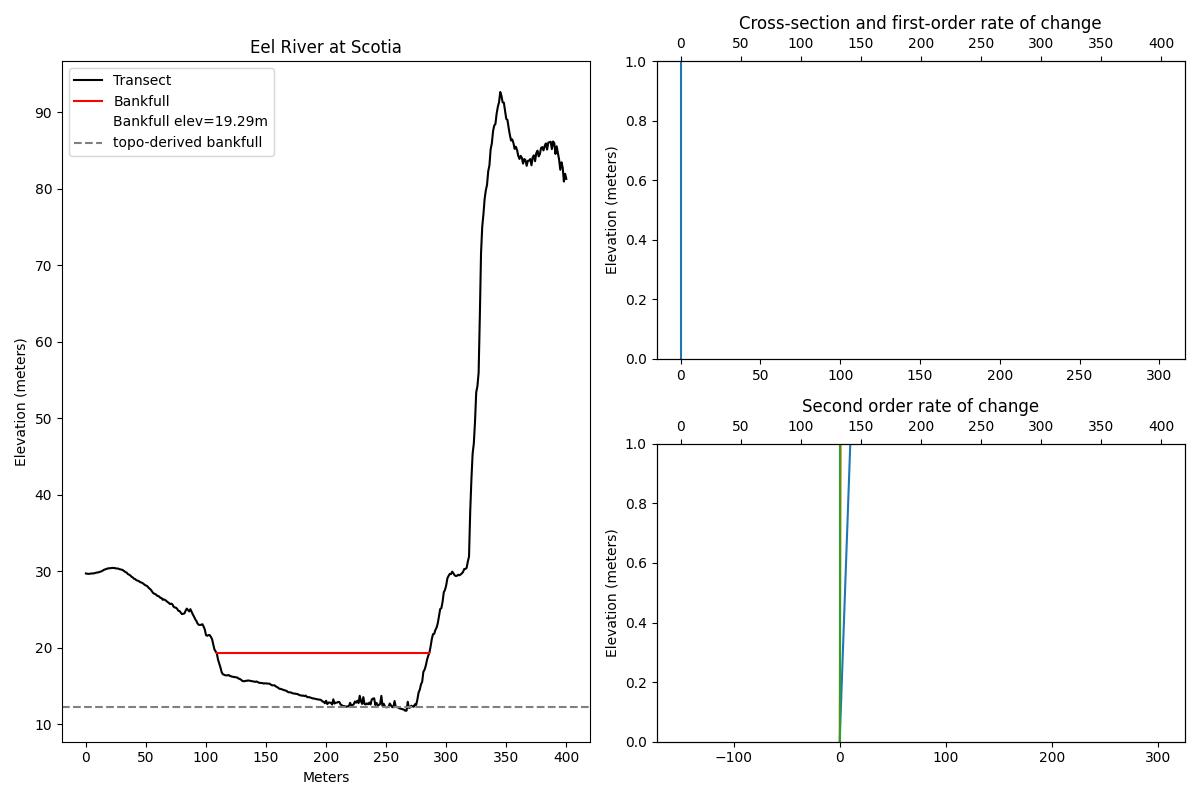 Eel River at Scotia
Transect
Bankfull
Bankfull elev=19.29m
topo-derived bankfull
Elevation (meters)
90
80
70
60
50
40
30
20
10
0 50 100 150 200 250 300 350 400
Meters
Cross-section and first-order rate of change
0 50 100 150 200 250 300 350 400
Elevation (meters)
1.0
0.8
0.6
0.4
0.2
0.0
0 50 100 150 200 250 300
Second order rate of change
0 50 100 150 200 250 300 350 400
Elevation (meters)
1.0
0.8
0.6
0.4
0.2
0.0
−100 0 100 200 300